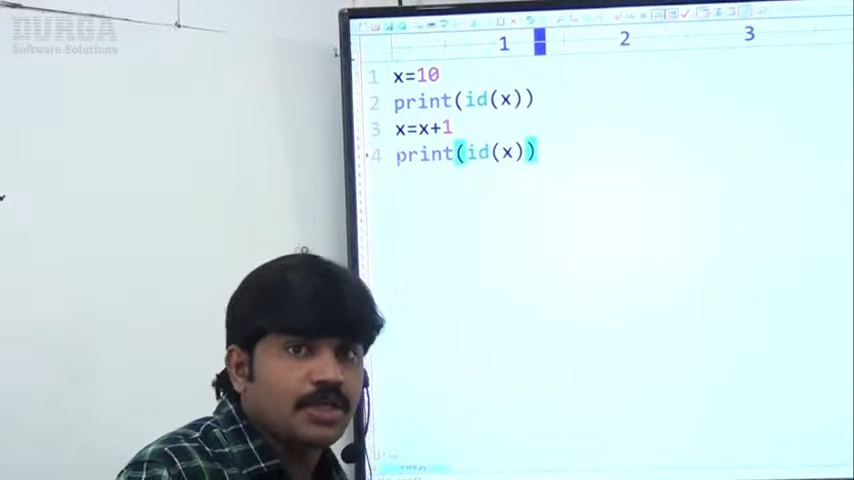 DURGA
Software Solutions
1 2 3
1 x=10
2 print(id(x))
3 x=x+1
4 print(id(x))